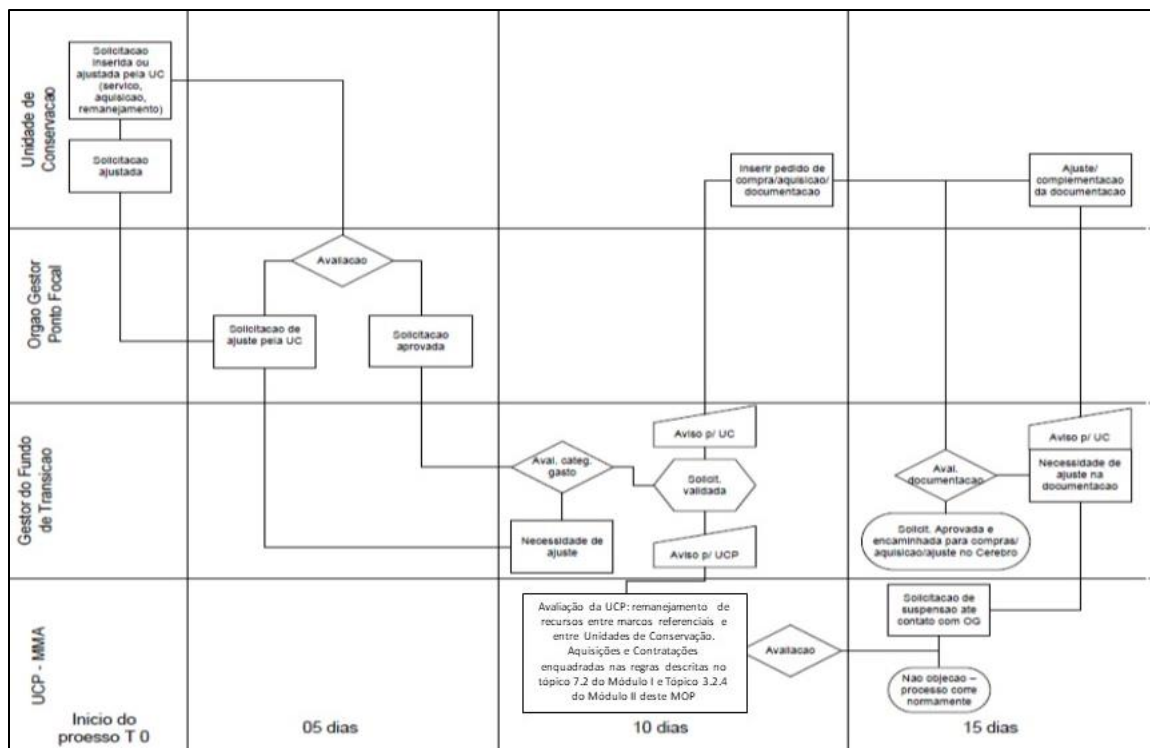 Unidade de
Conservacao
Solicitacao
inserida ou
ajustada pela UC
(servico,
aquisicao,
remanejamento)
Solicitacao
ajustada
Inserir pedido de
compra/aquisicao/
documentacao
Ajuste/
complementacao
da documentacao
Orgao Gestor
Ponto Focal
Avaliacao
Solicitacao de
ajuste pela UC
Solicitacao
aprovada
Gestor do Fundo
de Transicao
Aval. categ.
gasto
Necessidade de
ajuste
Aviso p/ UC
Solicit.
validada
Aviso p/ UCP
Aval.
documentacao
Solicit. Aprovada e
encaminhada para compras/
aquisicao/ajuste no Cerebro
Aviso p/ UC
Necessidade de
ajuste na
documentacao
UCP - MMA
Avaliação da UCP: remanejamento de
recursos entre marcos referenciais e
entre Unidades de Conservação.
Aquisições e Contratações
enquadradas nas regras descritas no
tópico 7.2 do Módulo I e Tópico 3.2.4
do Módulo II deste MOP
Avaliacao
Solicitacao de
suspensao ate
contato com OG
Nao objecao –
processo corre
normamente
Inicio do
proesso T 0
05 dias
10 dias
15 dias